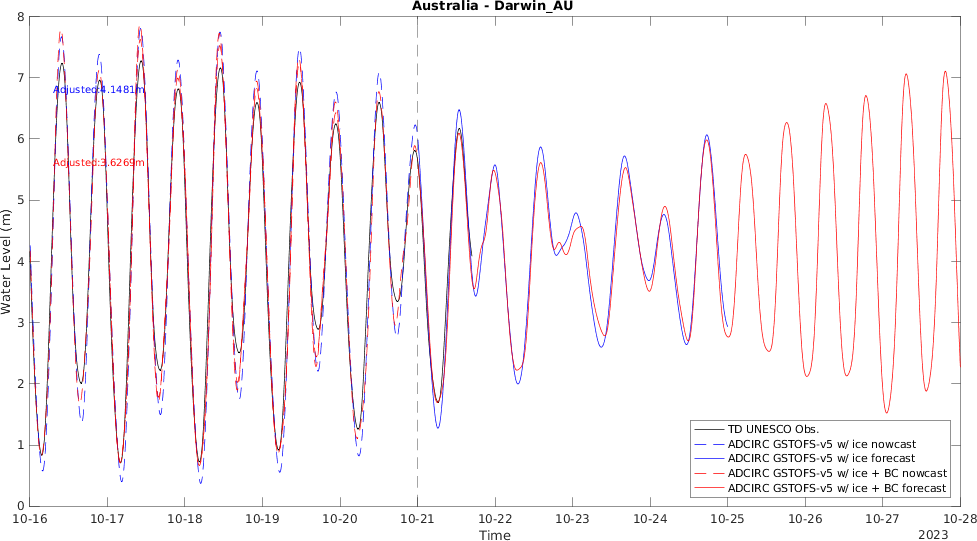 Australia - Darwin_AU
8
7
6
5
4
3
2
1
0
Water Level (m)
Adjusted:4.1481m
Adjusted:3.6269m
TD UNESCO Obs.
ADCIRC GSTOFS-v5 w/ ice nowcast
ADCIRC GSTOFS-v5 w/ ice forecast
ADCIRC GSTOFS-v5 w/ ice + BC nowcast
ADCIRC GSTOFS-v5 w/ ice + BC forecast
10-16 10-17 10-18 10-19 10-20 10-21 10-22 10-23 10-24 10-25 10-26 10-27 10-28
Time
2023